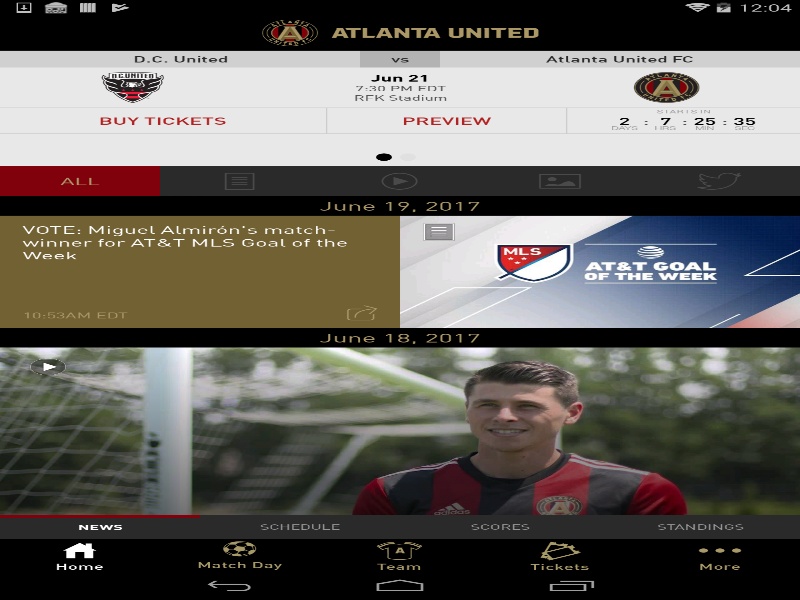 12:04
ATLANTA UNITED
D.C. United
vs
Atlanta United FC
D.C. UNITED
Jun 21
7:30 PM EDT
RFK Stadium
A
BUY TICKETS
PREVIEW
STARTS IN
2 : 7 : 25 : 35
DAYS HRS MIN SEC
ALL
June 19, 2017
VOTE: Miguel Almirón's match-
winner for AT&T MLS Goal of the
Week
10:53AM EDT
MLS
AT&T GOAL
OF THE WEEK
June 18, 2017
adidas
A
NEWS
SCHEDULE
SCORES
STANDINGS
Home
Match Day
A
Team
Tickets
More